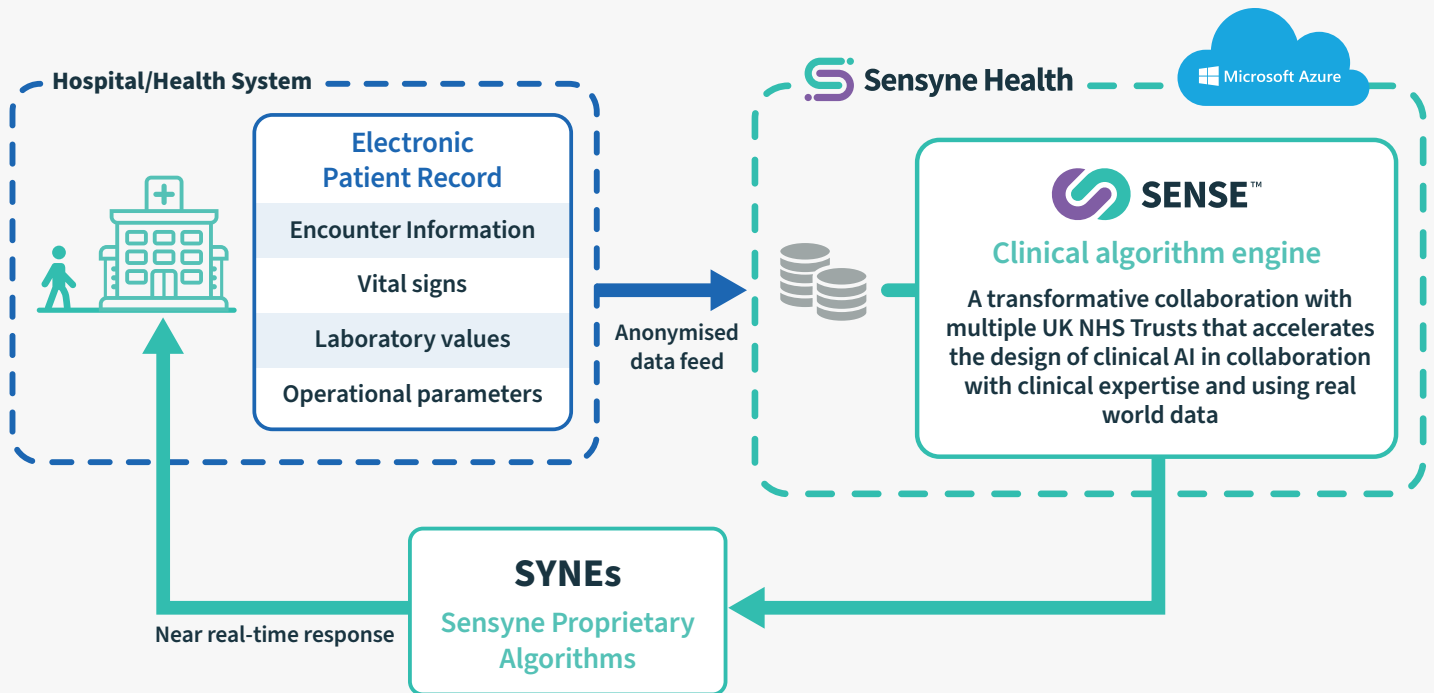 Hospital/Health System
Electronic
Patient Record
Encounter Information
Vital signs
Laboratory values
Operational parameters
Anonymised
data feed
Sensyne Health
Microsoft Azure
SENSE™
Clinical algorithm engine
A transformative collaboration with
multiple UK NHS Trusts that accelerates
the design of clinical AI in collaboration
with clinical expertise and using real
world data
SYNEs
Sensyne Proprietary
Algorithms
Near real-time response